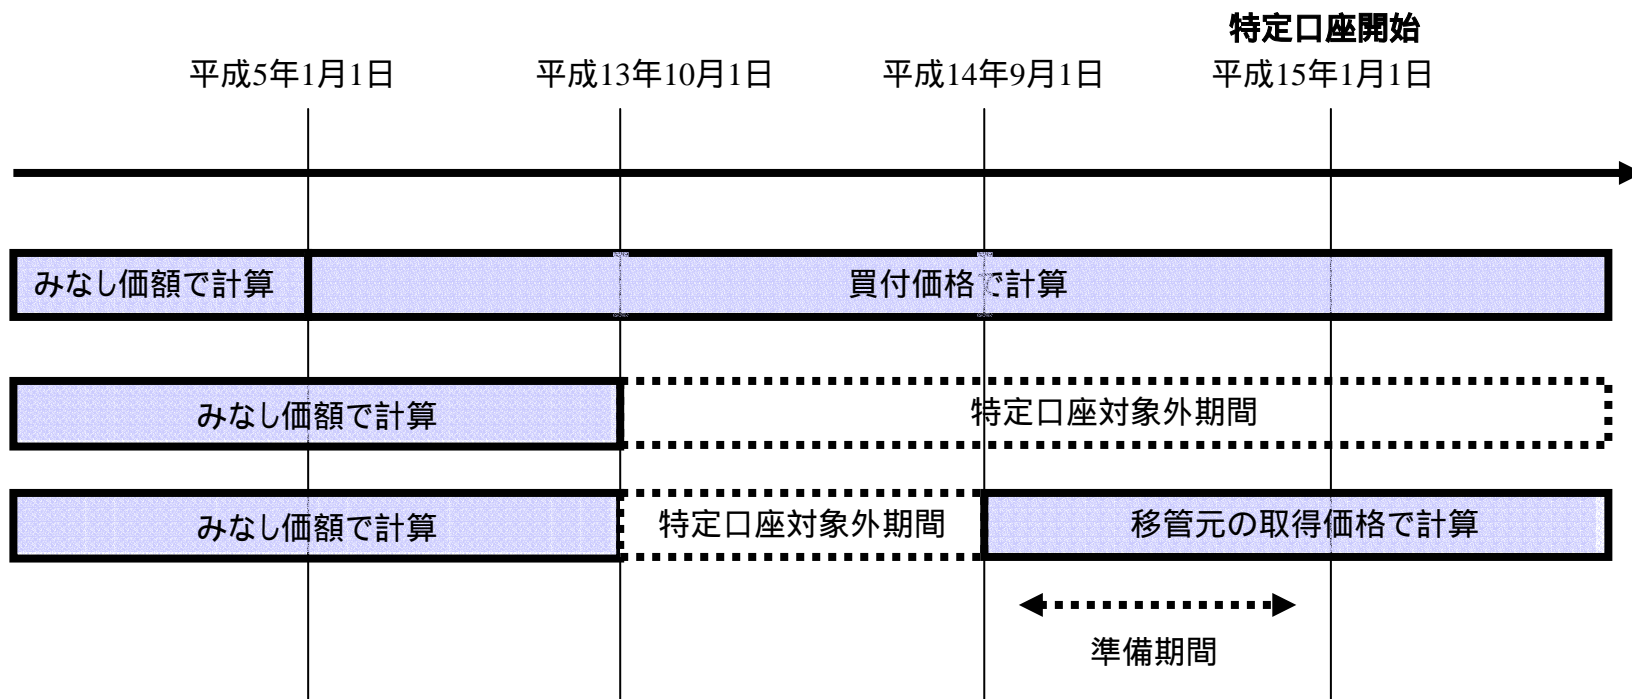 特定口座開始
平成5年1月1日
平成13年10月1日
平成14年9月1日
平成15年1月1日
みなし価額で計算
買付価格で計算
みなし価額で計算
特定口座対象外期間
みなし価額で計算
特定口座対象外期間
移管元の取得価格で計算
準備期間